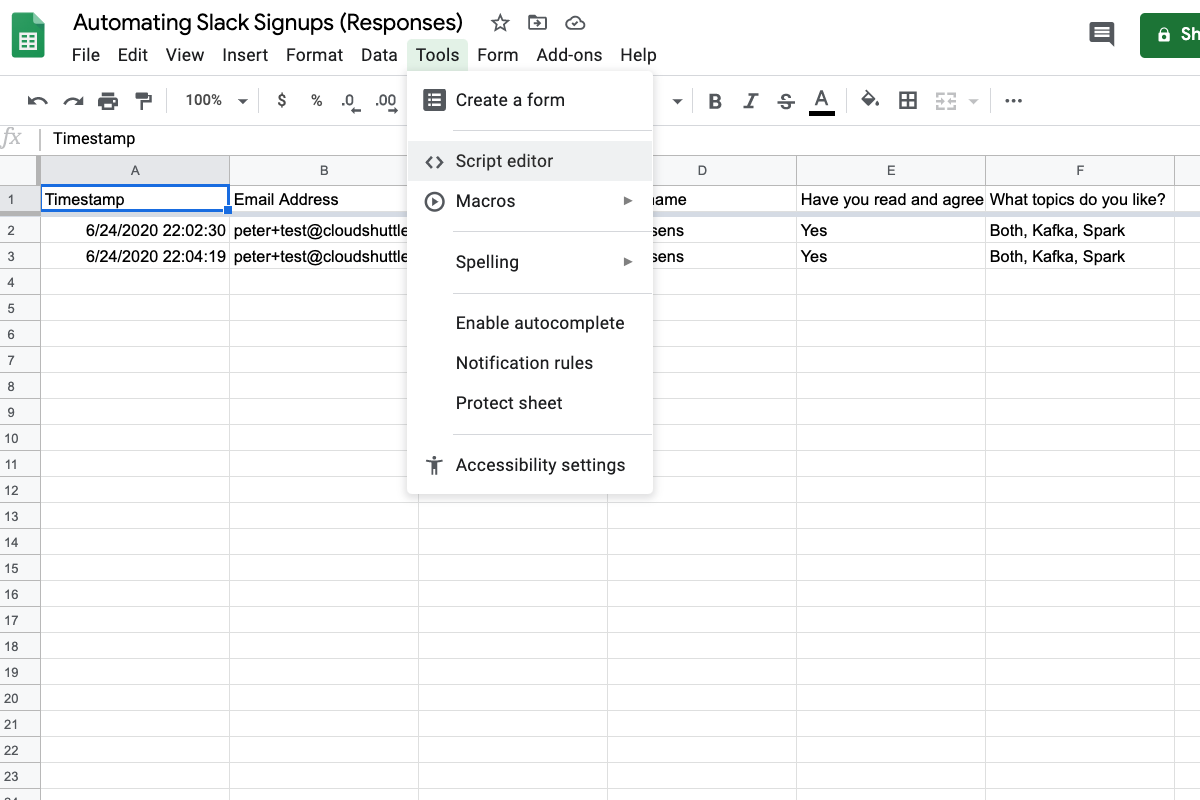 Automating Slack Signups (Responses)
File Edit View Insert Format Data Tools Form Add-ons Help
100% $ % .0 .00 B I S A
fx Timestamp
A B D E F
1 Timestamp Email Address Have you read and agree What topics do you like?
2 6/24/2020 22:02:30 peter+test@cloudshuttle Yes Both, Kafka, Spark
3 6/24/2020 22:04:19 peter+test@cloudshuttle Yes Both, Kafka, Spark
4
5
6
7
8
9
10
11
12
13
14
15
16
17
18
19
20
21
22
23
Create a form
Script editor
Macros
Spelling
Enable autocomplete
Notification rules
Protect sheet
Accessibility settings